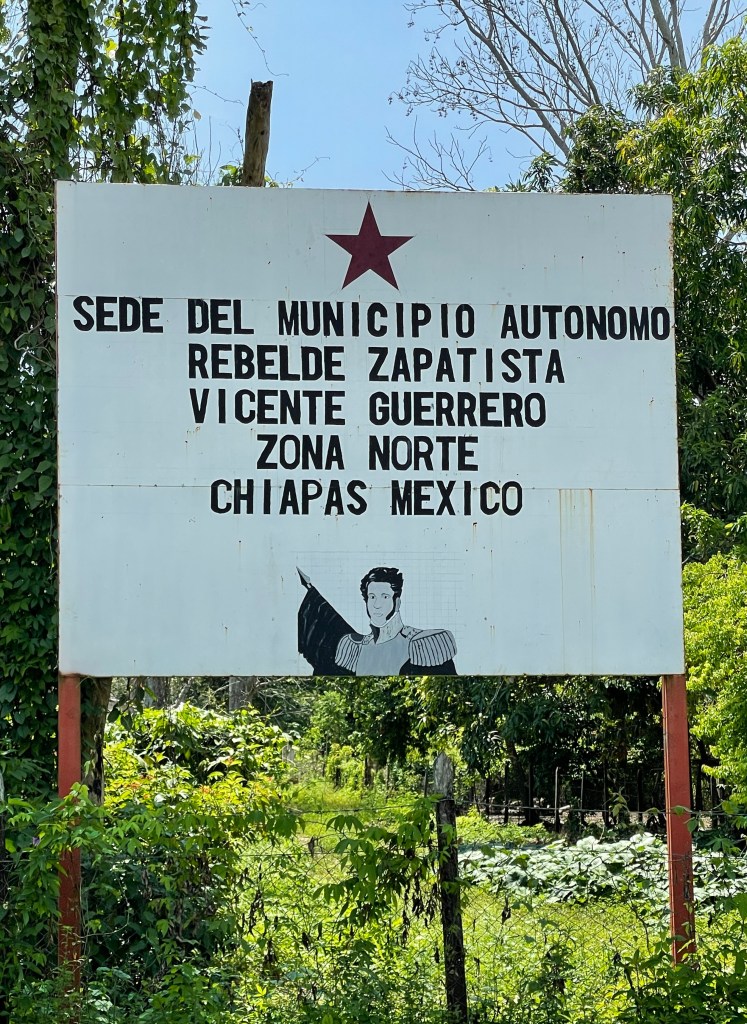 SEDE DEL MUNICIPIO AUTONOMO
REBELDE ZAPATISTA
VICENTE GUERRERO
ZONA NORTE
CHIAPAS MEXICO